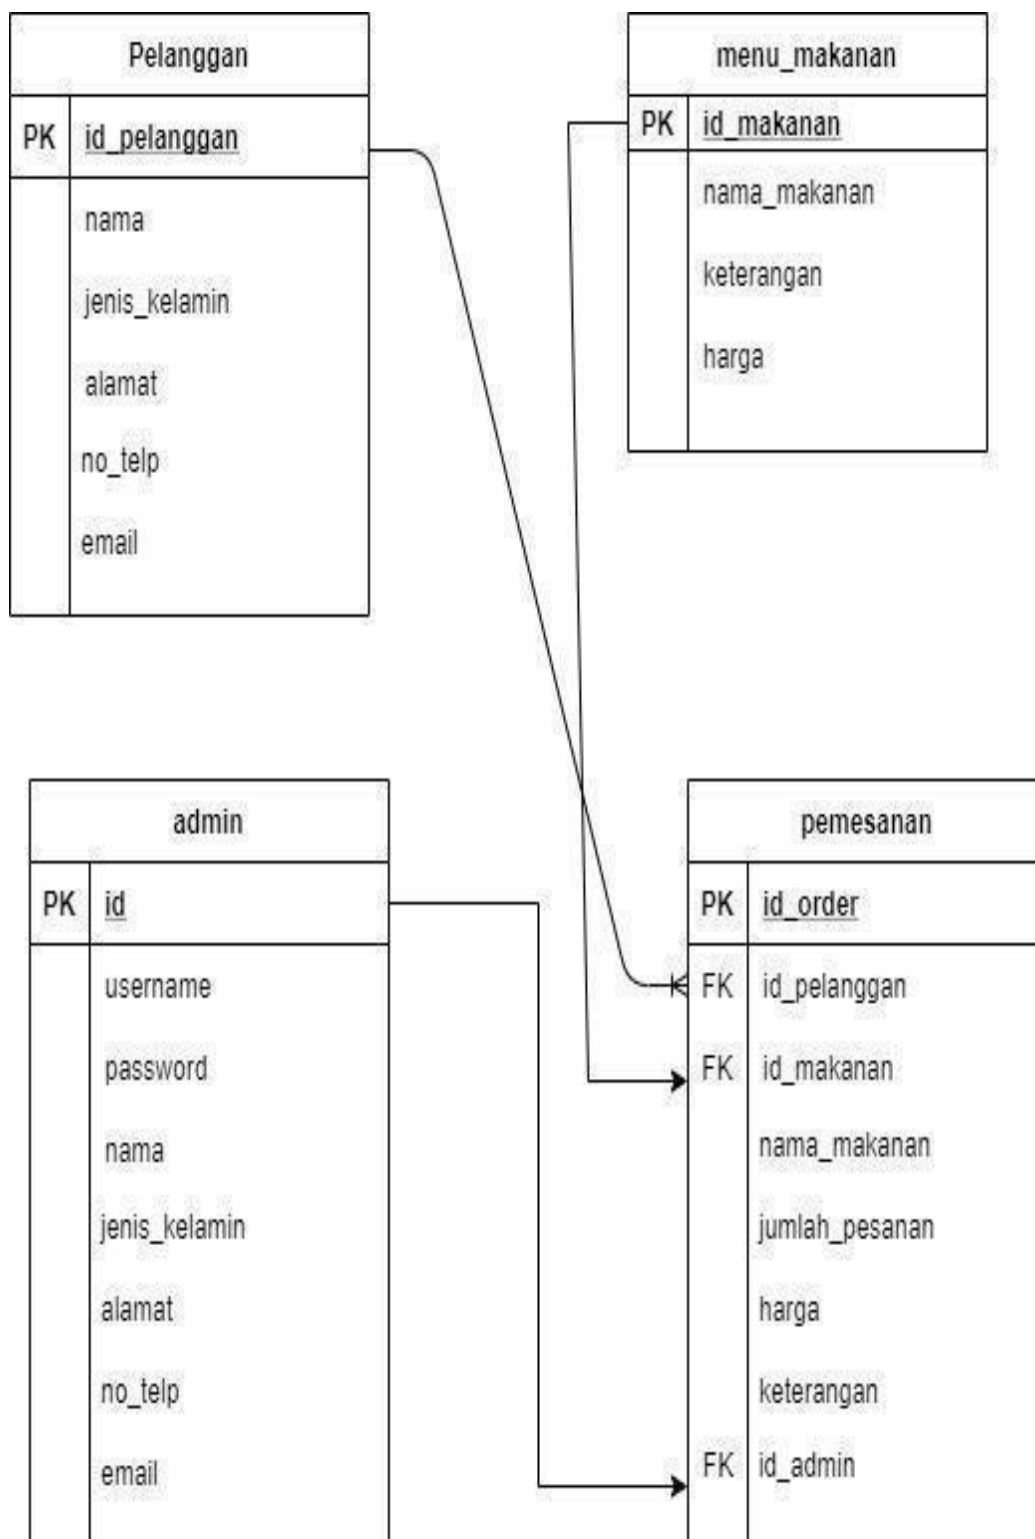 Pelanggan
PK id_pelanggan
nama
jenis_kelamin
alamat
no_telp
email
menu_makanan
PK id_makanan
nama_makanan
keterangan
harga
admin
PK id
username
password
nama
jenis_kelamin
alamat
no_telp
email
pemesanan
PK id_order
FK id_pelanggan
FK id_makanan
nama_makanan
jumlah_pesanan
harga
keterangan
FK id_admin